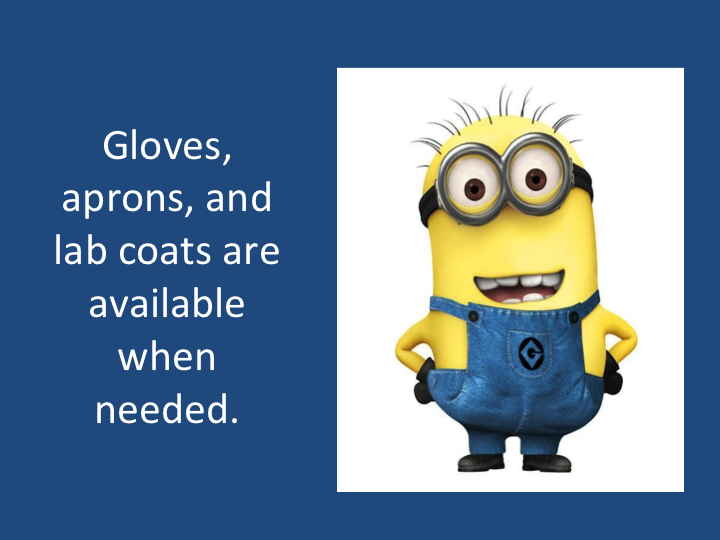 Gloves,
aprons, and
lab coats are
available
when
needed.
G